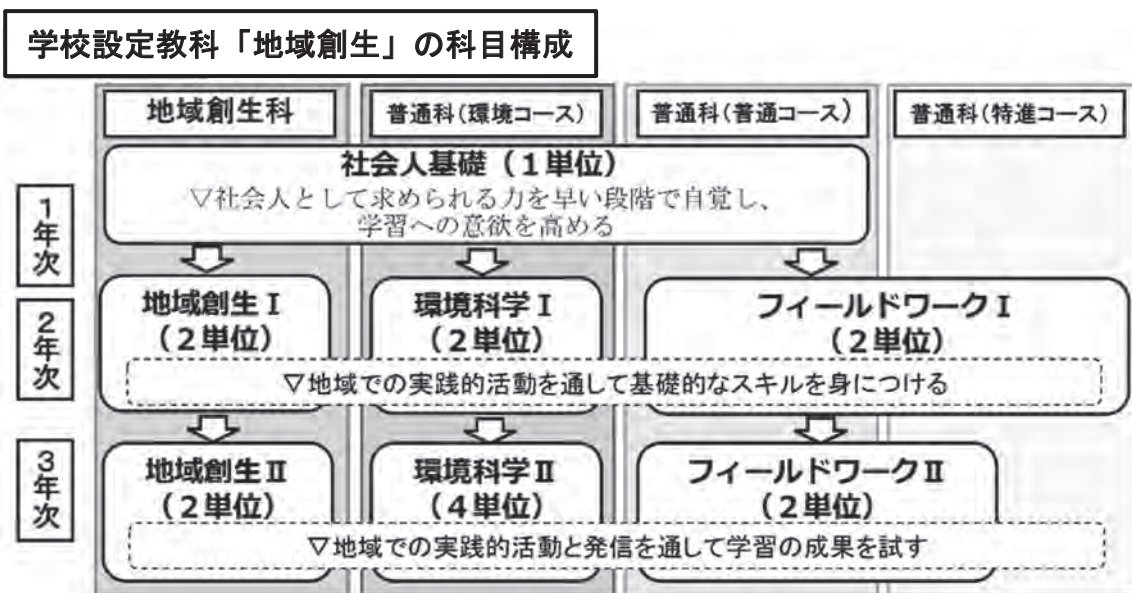 学校設定教科「地域創生」の科目構成
地域創生科
普通科(環境コース)
普通科(普通コース)
普通科(特進コース)
1年次
社会人基礎(1単位)
▽社会人として求められる力を早い段階で自覚し、
学習への意欲を高める
2年次
地域創生Ⅰ
(2単位)
環境科学Ⅰ
(2単位)
フィールドワークⅠ
(2単位)
▽地域での実践的活動を通して基礎的なスキルを身につける
3年次
地域創生Ⅱ
(2単位)
環境科学Ⅱ
(4単位)
フィールドワークⅡ
(2単位)
▽地域での実践的活動と発信を通して学習の成果を試す